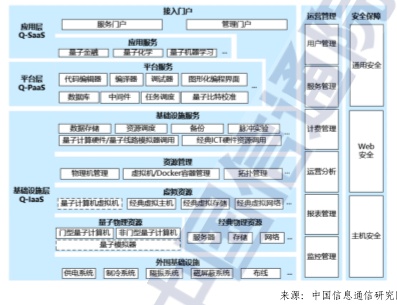 接入门户
服务门户 管理门户
应用层
Q-SaaS
应用服务
量子金融 量子化学 量子机器学习 ...
平台层
Q-PaaS
平台服务
代码编辑器 编译器 调试器 图形化编程界面
数据库 中间件 任务调度 量子比特校准 ...
基础设施层
Q-IaaS
基础设施服务
数据存储 资源调度 备份 脉冲实验
量子计算硬件/量子线路模拟器调用 经典ICT硬件资源调用 ...
资源管理
物理机管理 虚拟机/Docker容器管理 拓扑管理 ...
虚拟资源
量子计算机虚拟机 经典虚拟主机 经典虚拟存储 经典虚拟网络 ...
量子物理资源 经典物理资源
门型量子计算机 非门型量子计算机
量子模拟器
服务器 存储 网络 ...
外围基础设施
供电系统 制冷系统 隔振系统 磁屏蔽系统 布线 ...
运营管理
用户管理
服务管理
计费管理
运营分析
报表管理
监控管理
安全保障
通用安全
Web
安全
主机安全
来源：中国信息通信研究